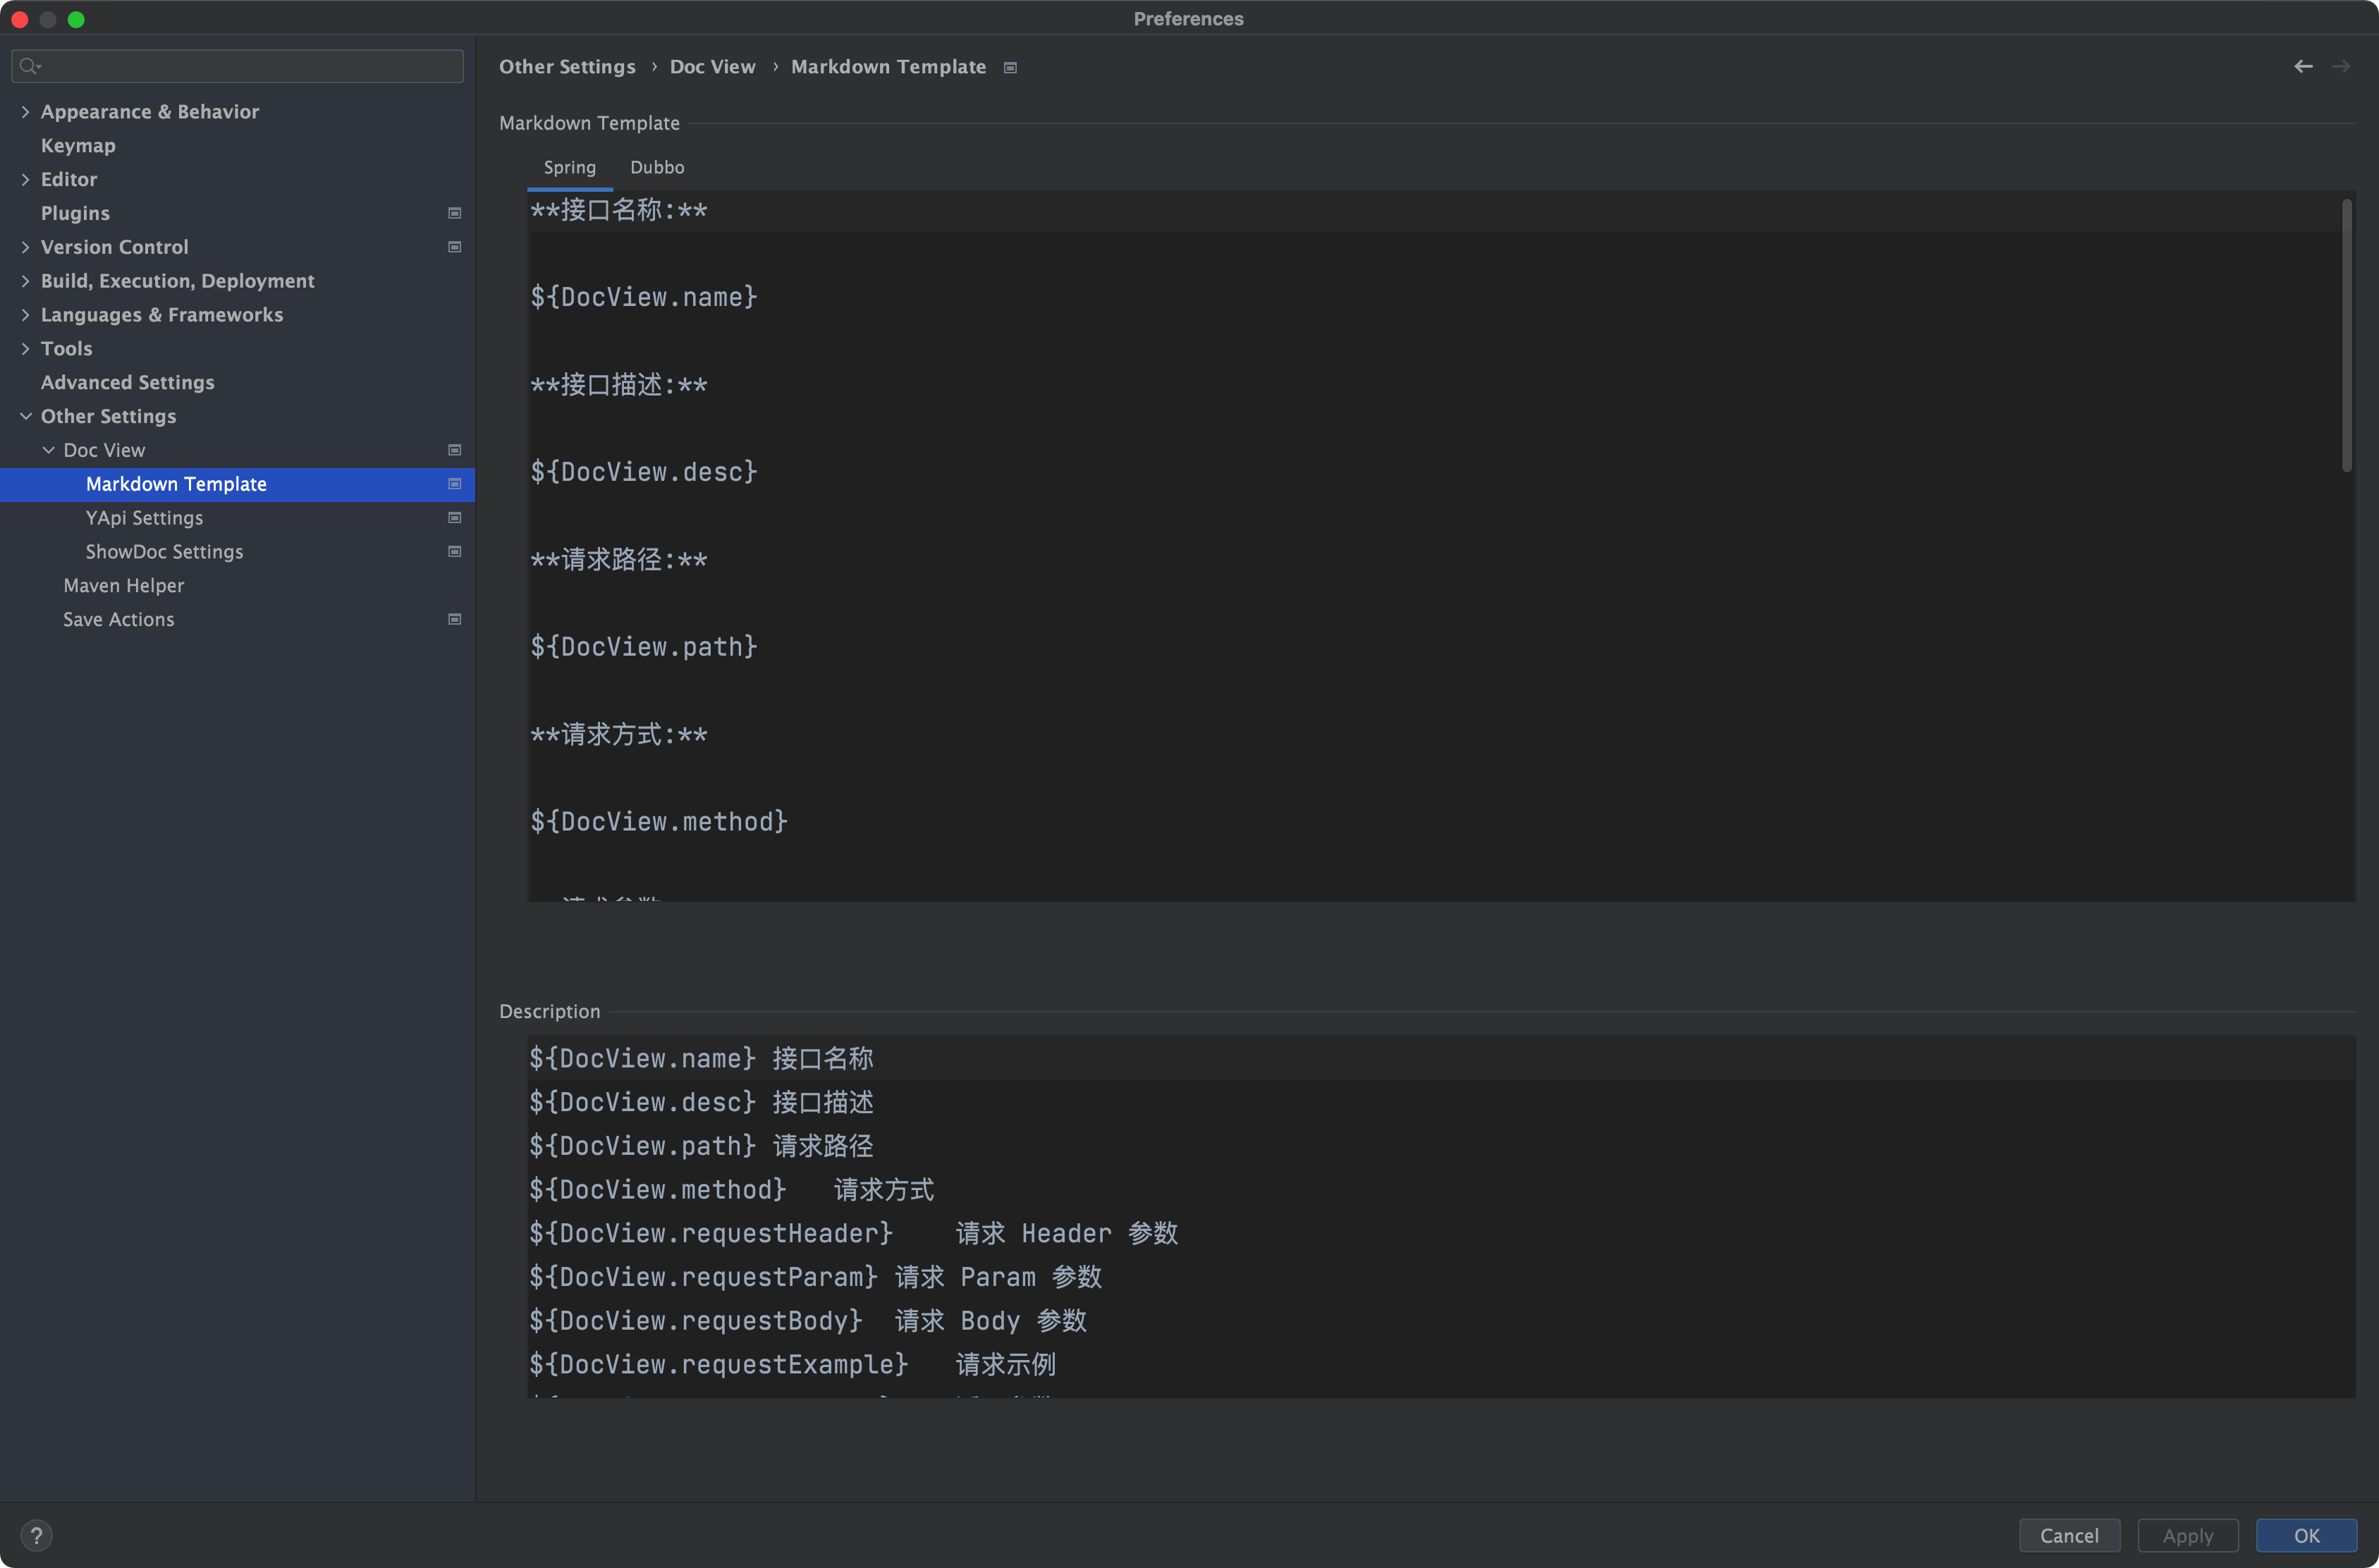 Preferences
Appearance & Behavior
Keymap
Editor
Plugins
Version Control
Build, Execution, Deployment
Languages & Frameworks
Tools
Advanced Settings
Other Settings
Doc View
Markdown Template
YApi Settings
ShowDoc Settings
Maven Helper
Save Actions
Other Settings › Doc View › Markdown Template
Markdown Template
Spring Dubbo
**接口名称:**
${DocView.name}
**接口描述:**
${DocView.desc}
**请求路径:**
${DocView.path}
**请求方式:**
${DocView.method}
Description
${DocView.name} 接口名称
${DocView.desc} 接口描述
${DocView.path} 请求路径
${DocView.method} 请求方式
${DocView.requestHeader} 请求 Header 参数
${DocView.requestParam} 请求 Param 参数
${DocView.requestBody} 请求 Body 参数
${DocView.requestExample} 请求示例
?
Cancel Apply OK